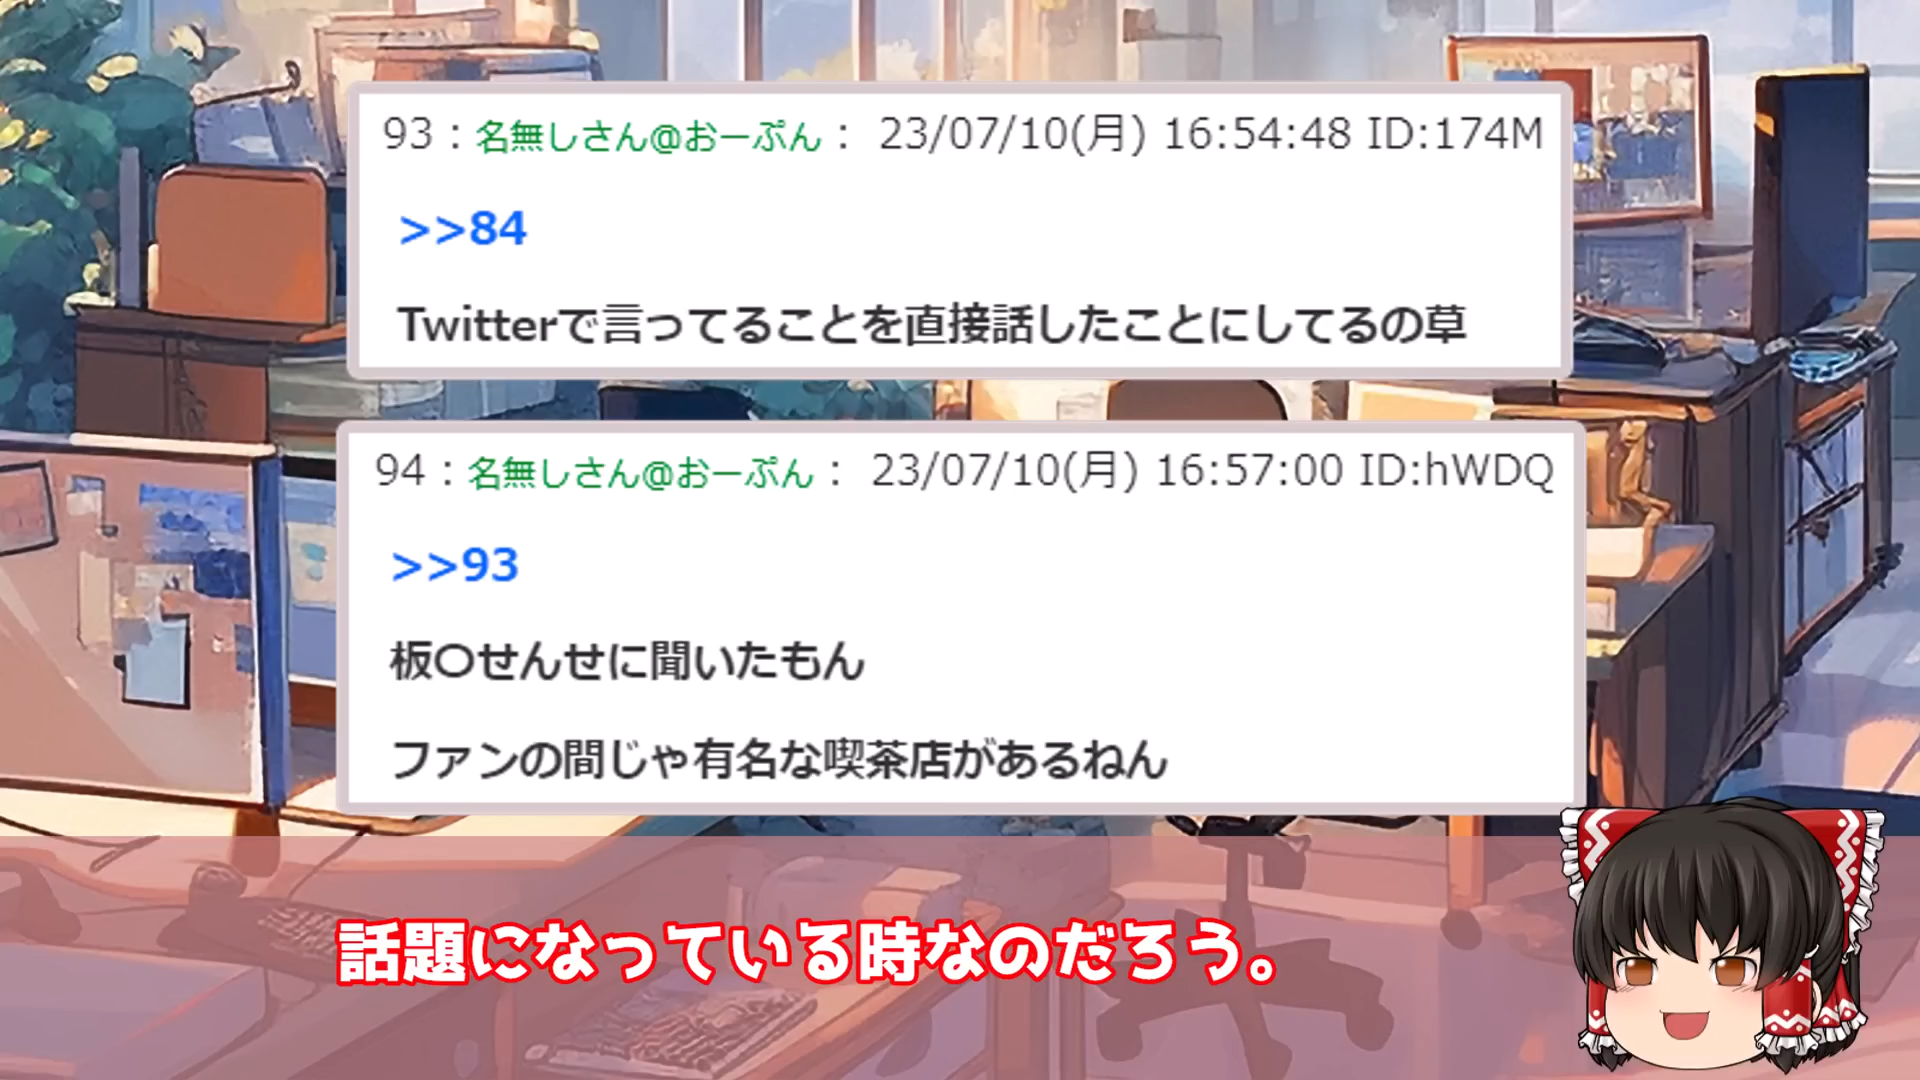 93：名無しさん@おーぷん： 23/07/10(月) 16:54:48 ID:174M
>>84
Twitterで言ってることを直接話したことにしてるの草
94：名無しさん@おーぷん： 23/07/10(月) 16:57:00 ID:hWDQ
>>93
板〇せんせに聞いたもん
ファンの間じゃ有名な喫茶店があるねん
話題になっている時なのだろう。